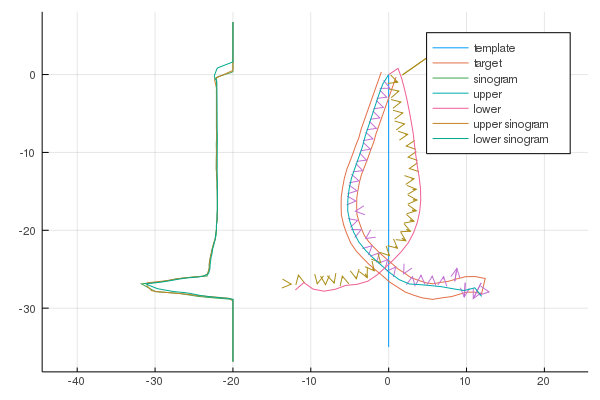 template
target
sinogram
upper
lower
upper sinogram
lower sinogram
0
-10
-20
-30
-40 -30 -20 -10 0 10 20